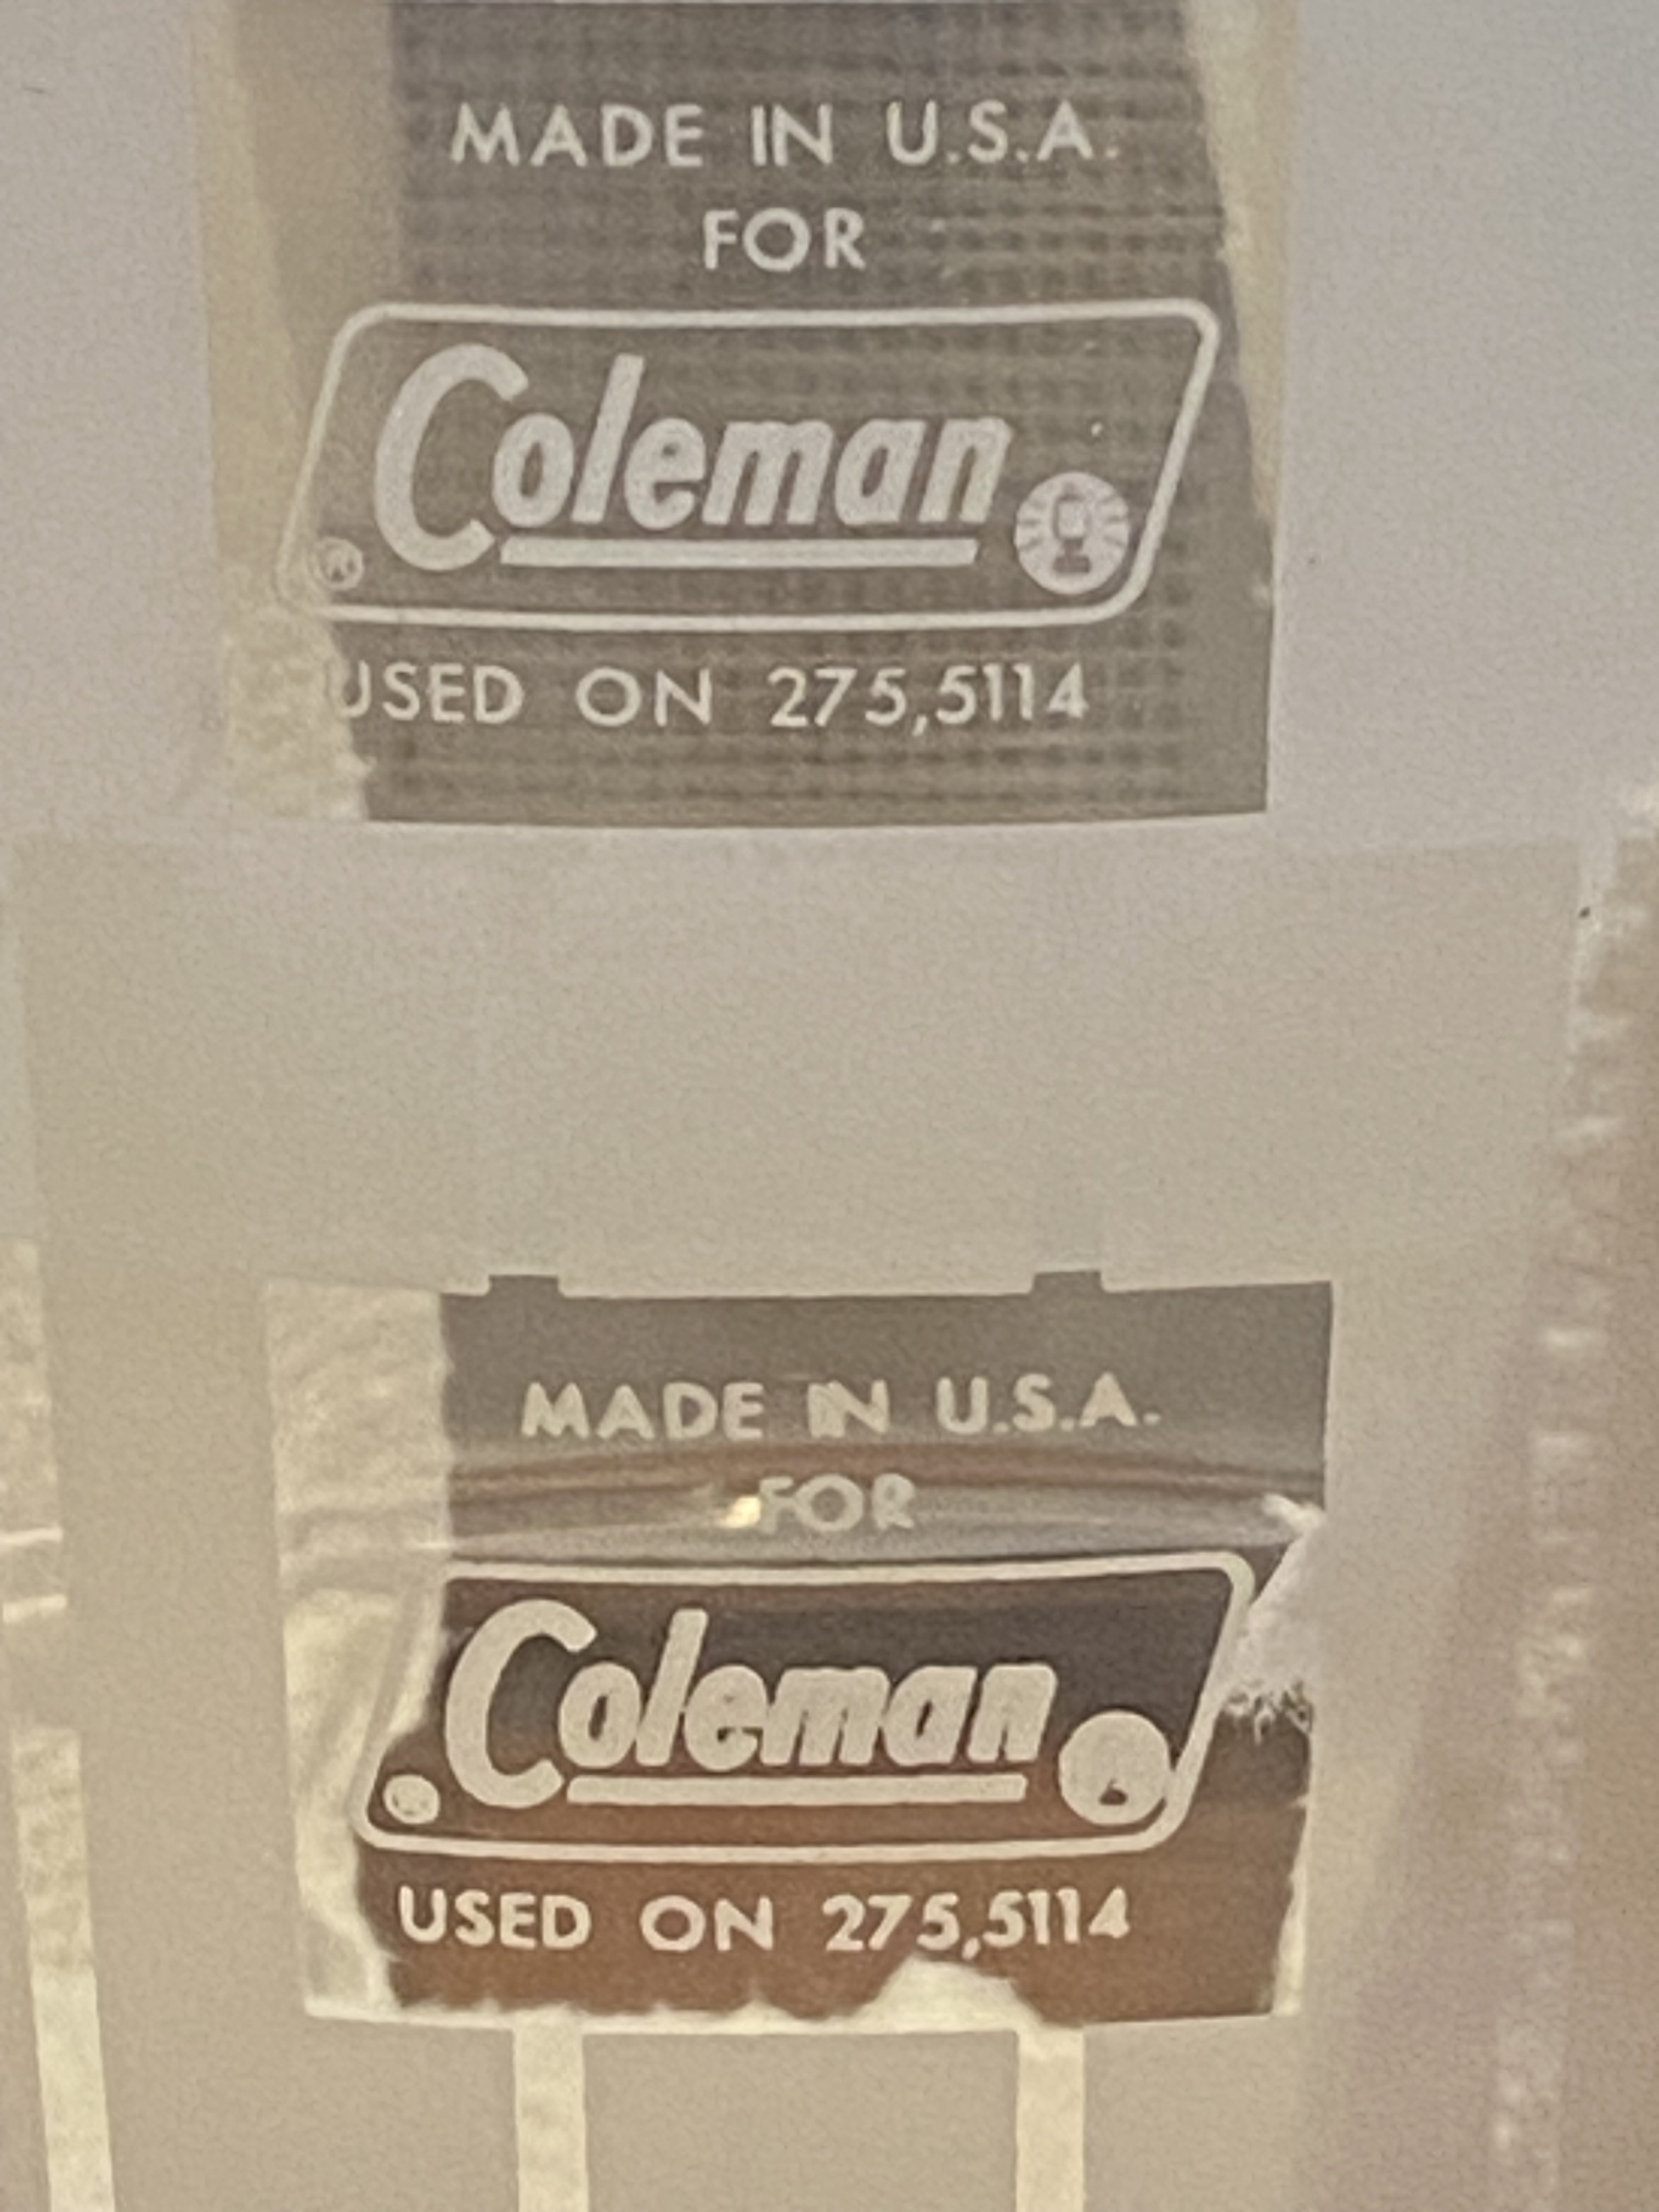 MADE IN U.S.A.
FOR
Coleman
®
USED ON 275,5114
MADE IN U.S.A.
FOR
Coleman
USED ON 275,5114